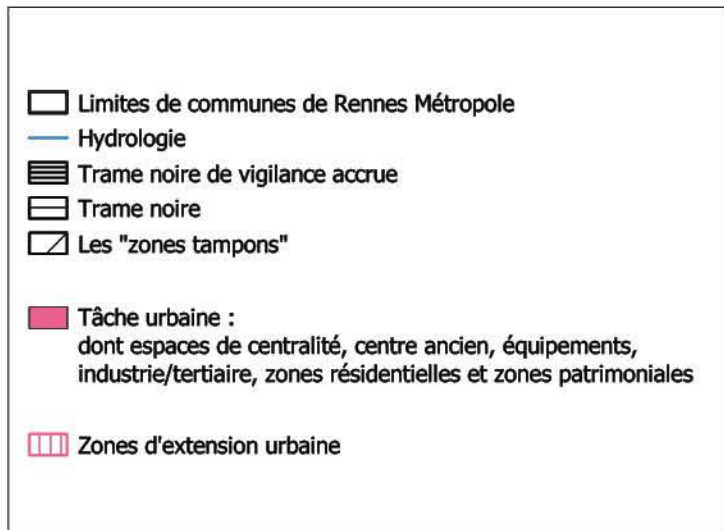 Limites de communes de Rennes Métropole
Hydrologie
Trame noire de vigilance accrue
Trame noire
Les "zones tampons"
Tâche urbaine :
dont espaces de centralité, centre ancien, équipements,
industrie/tertiaire, zones résidentielles et zones patrimoniales
Zones d'extension urbaine